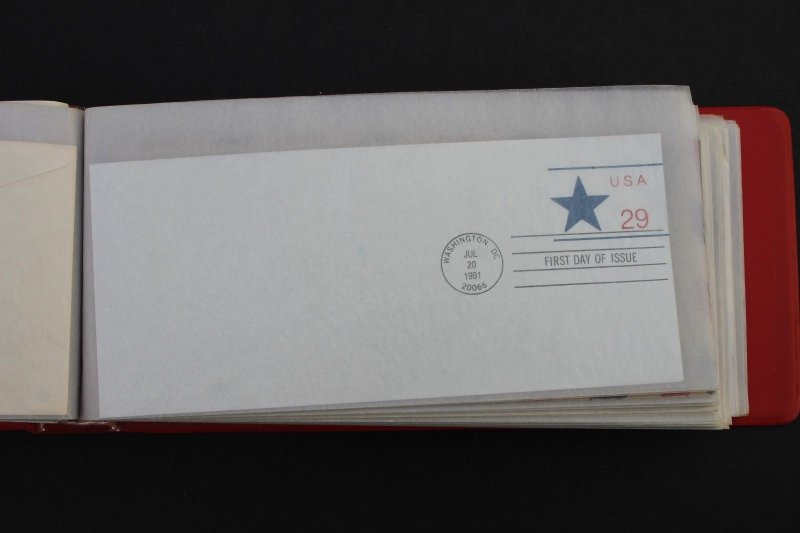 USA
29
WASHINGTON, DC
JUL
20
1991
20066
FIRST DAY OF ISSUE